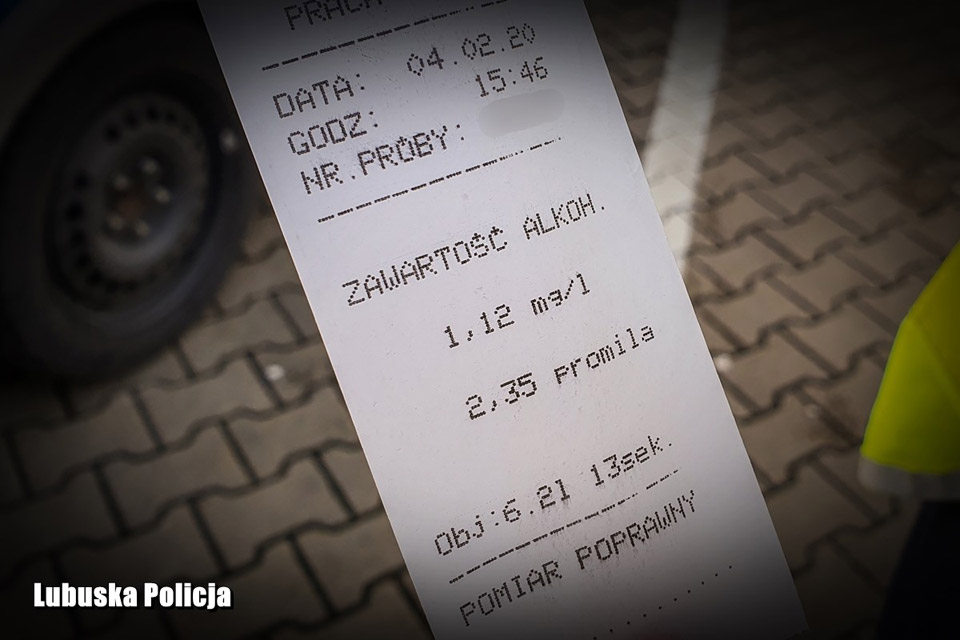 PRACA
DATA: 04.02.20
GODZ: 15:46
NR.PRÓBY:
ZAWARTOŚĆ ALKOH.
1,12 mg/l
2,35 promila
Obj:6.21 13sek.
POMIAR POPRAWNY
Lubuska Policja